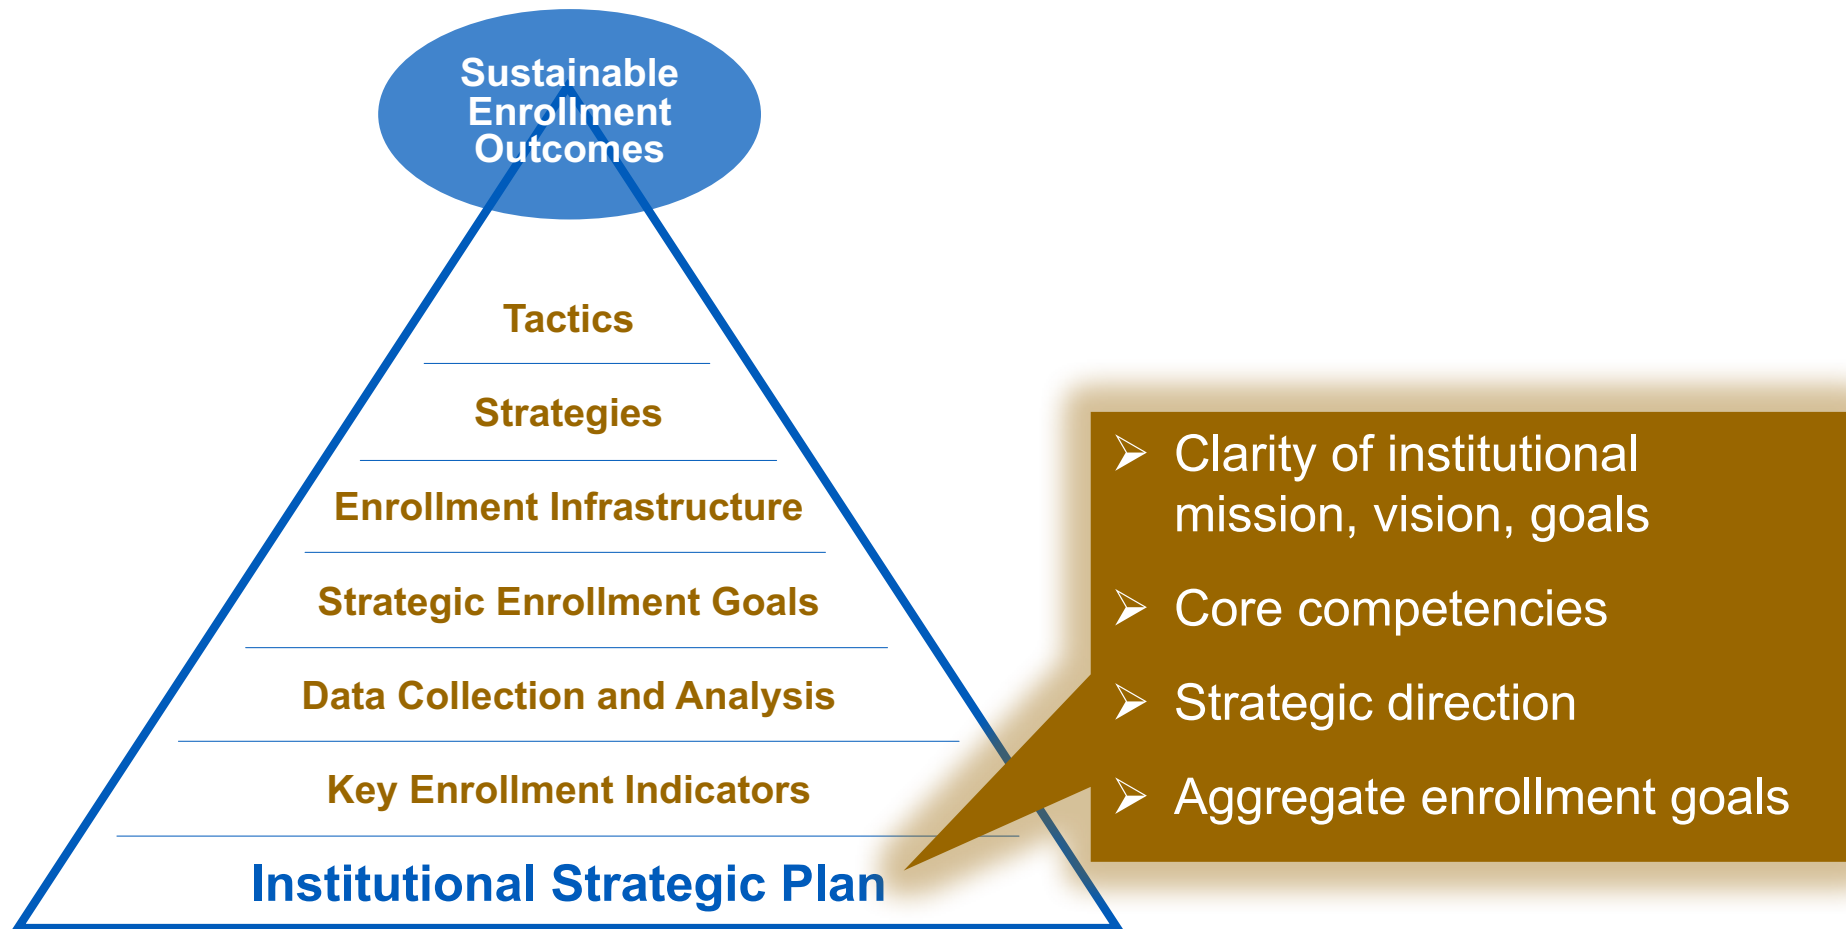 Sustainable
Enrollment
Outcomes
Tactics
Strategies
Enrollment Infrastructure
Strategic Enrollment Goals
Data Collection and Analysis
Key Enrollment Indicators
Institutional Strategic Plan
➢ Clarity of institutional
mission, vision, goals
➢ Core competencies
➢ Strategic direction
➢ Aggregate enrollment goals